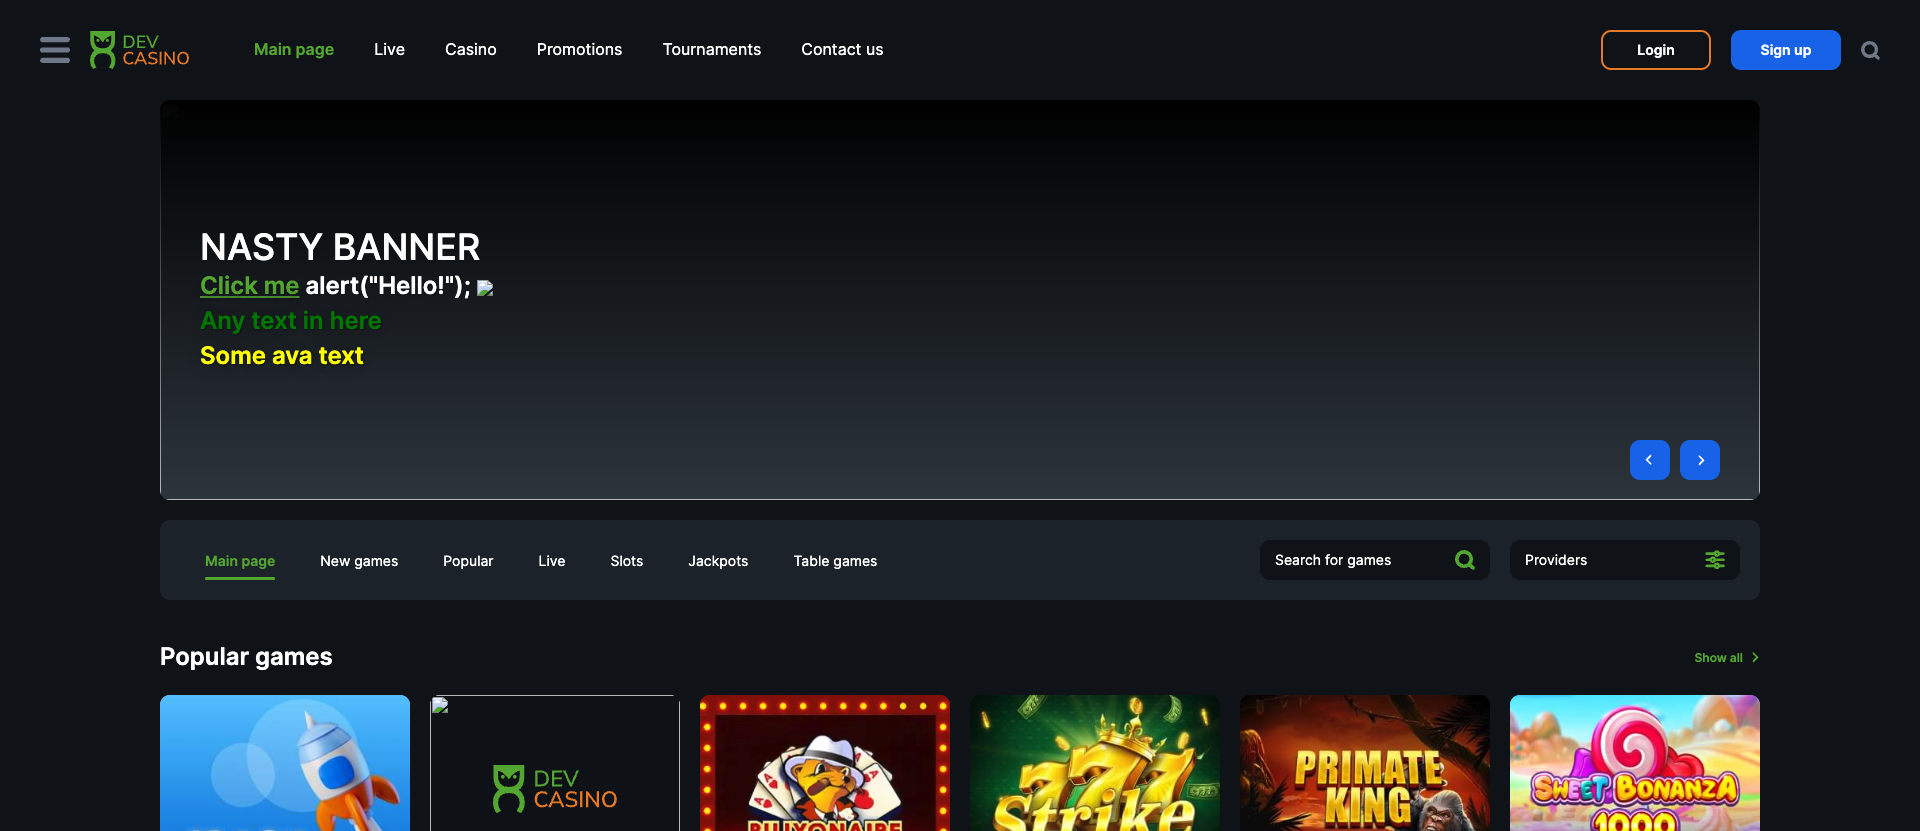 DEV
CASINO
Main page
Live
Casino
Promotions
Tournaments
Contact us
Login
Sign up
NASTY BANNER
Click me alert("Hello!");
Any text in here
Some ava text
Main page
New games
Popular
Live
Slots
Jackpots
Table games
Search for games
Providers
Popular games
Show all
DEV
CASINO
777
Strike
PRIMATE
KING
SWEET BONANZA
1000